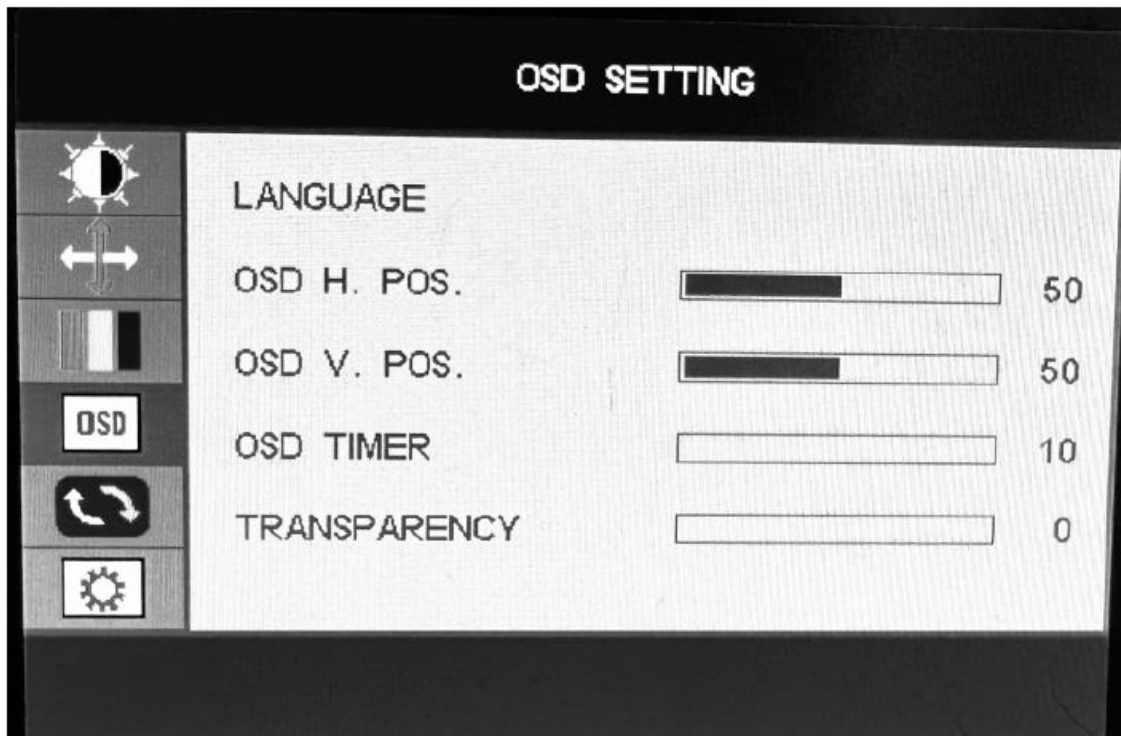 OSD SETTING
LANGUAGE
OSD H. POS. 50
OSD V. POS. 50
OSD
OSD TIMER 10
TRANSPARENCY 0